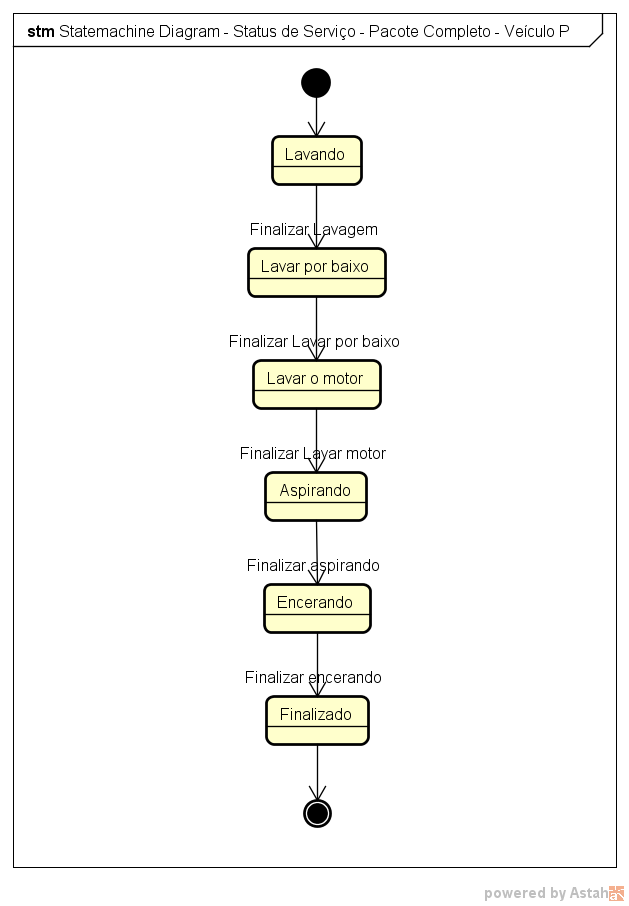 stm Statemachine Diagram - Status de Serviço - Pacote Completo - Veículo P
Lavando
Finalizar Lavagem
Lavar por baixo
Finalizar Lavar por baixo
Lavar o motor
Finalizar Lavar motor
Aspirando
Finalizar aspirando
Encerando
Finalizar encerando
Finalizado
powered by Astah